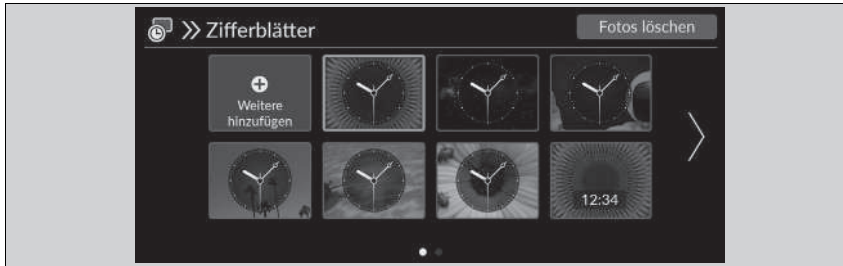 Zifferblätter
Fotos löschen
Weitere
hinzufügen
12:34